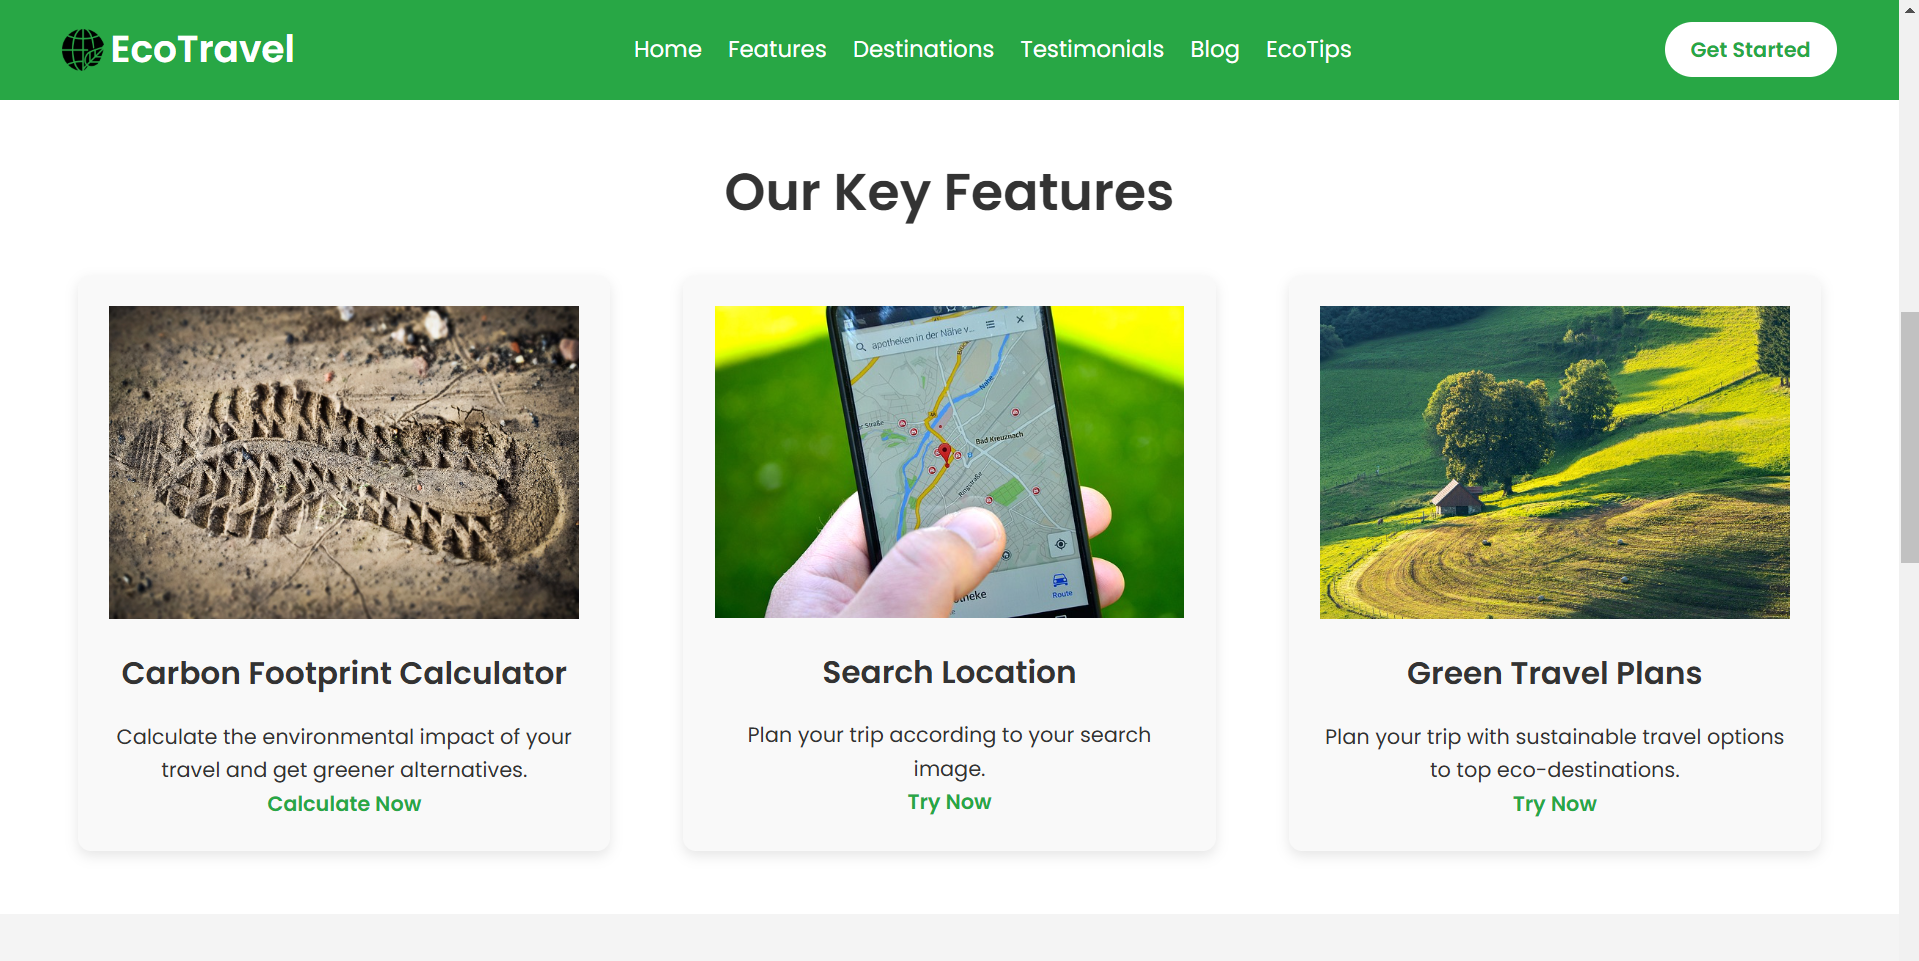 EcoTravel
Home Features Destinations Testimonials Blog EcoTips
Get Started
Our Key Features
apotheken in der Nähe v...
Nahe
Bad Kreuznach
Ringstraße
Route
Carbon Footprint Calculator
Calculate the environmental impact of your
travel and get greener alternatives.
Calculate Now
Search Location
Plan your trip according to your search
image.
Try Now
Green Travel Plans
Plan your trip with sustainable travel options
to top eco-destinations.
Try Now